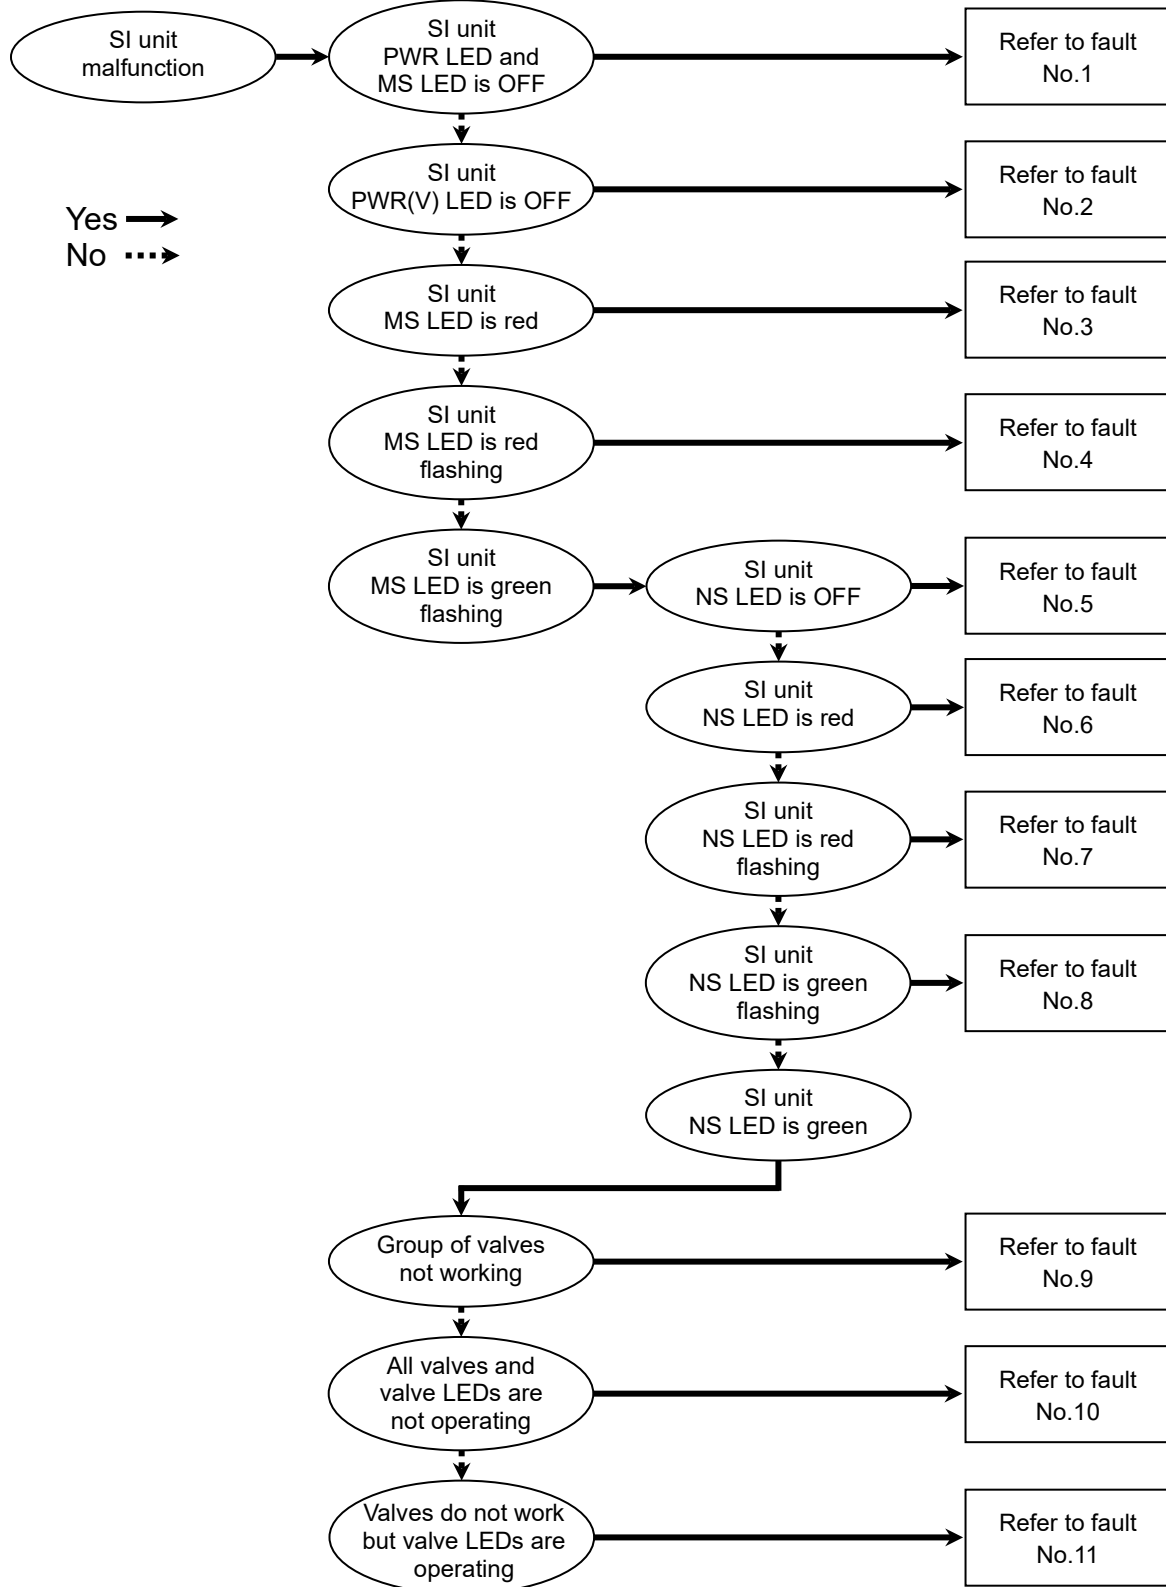 SI unit
malfunction
SI unit
PWR LED and
MS LED is OFF
Refer to fault
No.1
SI unit
PWR(V) LED is OFF
Refer to fault
No.2
Yes
No
SI unit
MS LED is red
Refer to fault
No.3
SI unit
MS LED is red
flashing
Refer to fault
No.4
SI unit
MS LED is green
flashing
SI unit
NS LED is OFF
Refer to fault
No.5
SI unit
NS LED is red
Refer to fault
No.6
SI unit
NS LED is red
flashing
Refer to fault
No.7
SI unit
NS LED is green
flashing
Refer to fault
No.8
SI unit
NS LED is green
Group of valves
not working
Refer to fault
No.9
All valves and
valve LEDs are
not operating
Refer to fault
No.10
Valves do not work
but valve LEDs are
operating
Refer to fault
No.11